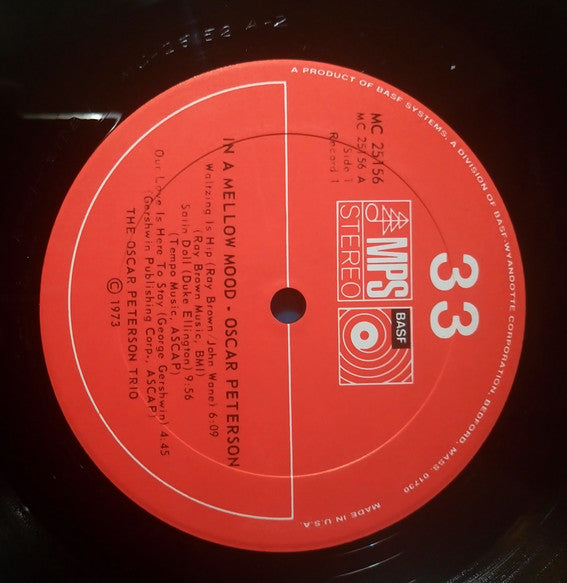 A PRODUCT OF BASF SYSTEMS, A DIVISION OF BASF-WYANDOTTE CORPORATION, BEDFORD, MASS. 01730
33
BASF
MPS
STEREO
MC 25156
MC 25156 A
Side 1
Record 1
IN A MELLOW MOOD • OSCAR PETERSON
Waltzing Is Hip (Ray Brown/John Wane) 6:09
(Ray Brown Music, BMI)
Satin Doll (Duke Ellington) 9:56
(Tempo Music, ASCAP)
Our Love Is Here To Stay (George Gershwin) 4:45
(Gershwin Publishing Corp., ASCAP)
THE OSCAR PETERSON TRIO
© 1973
MADE IN U.S.A.